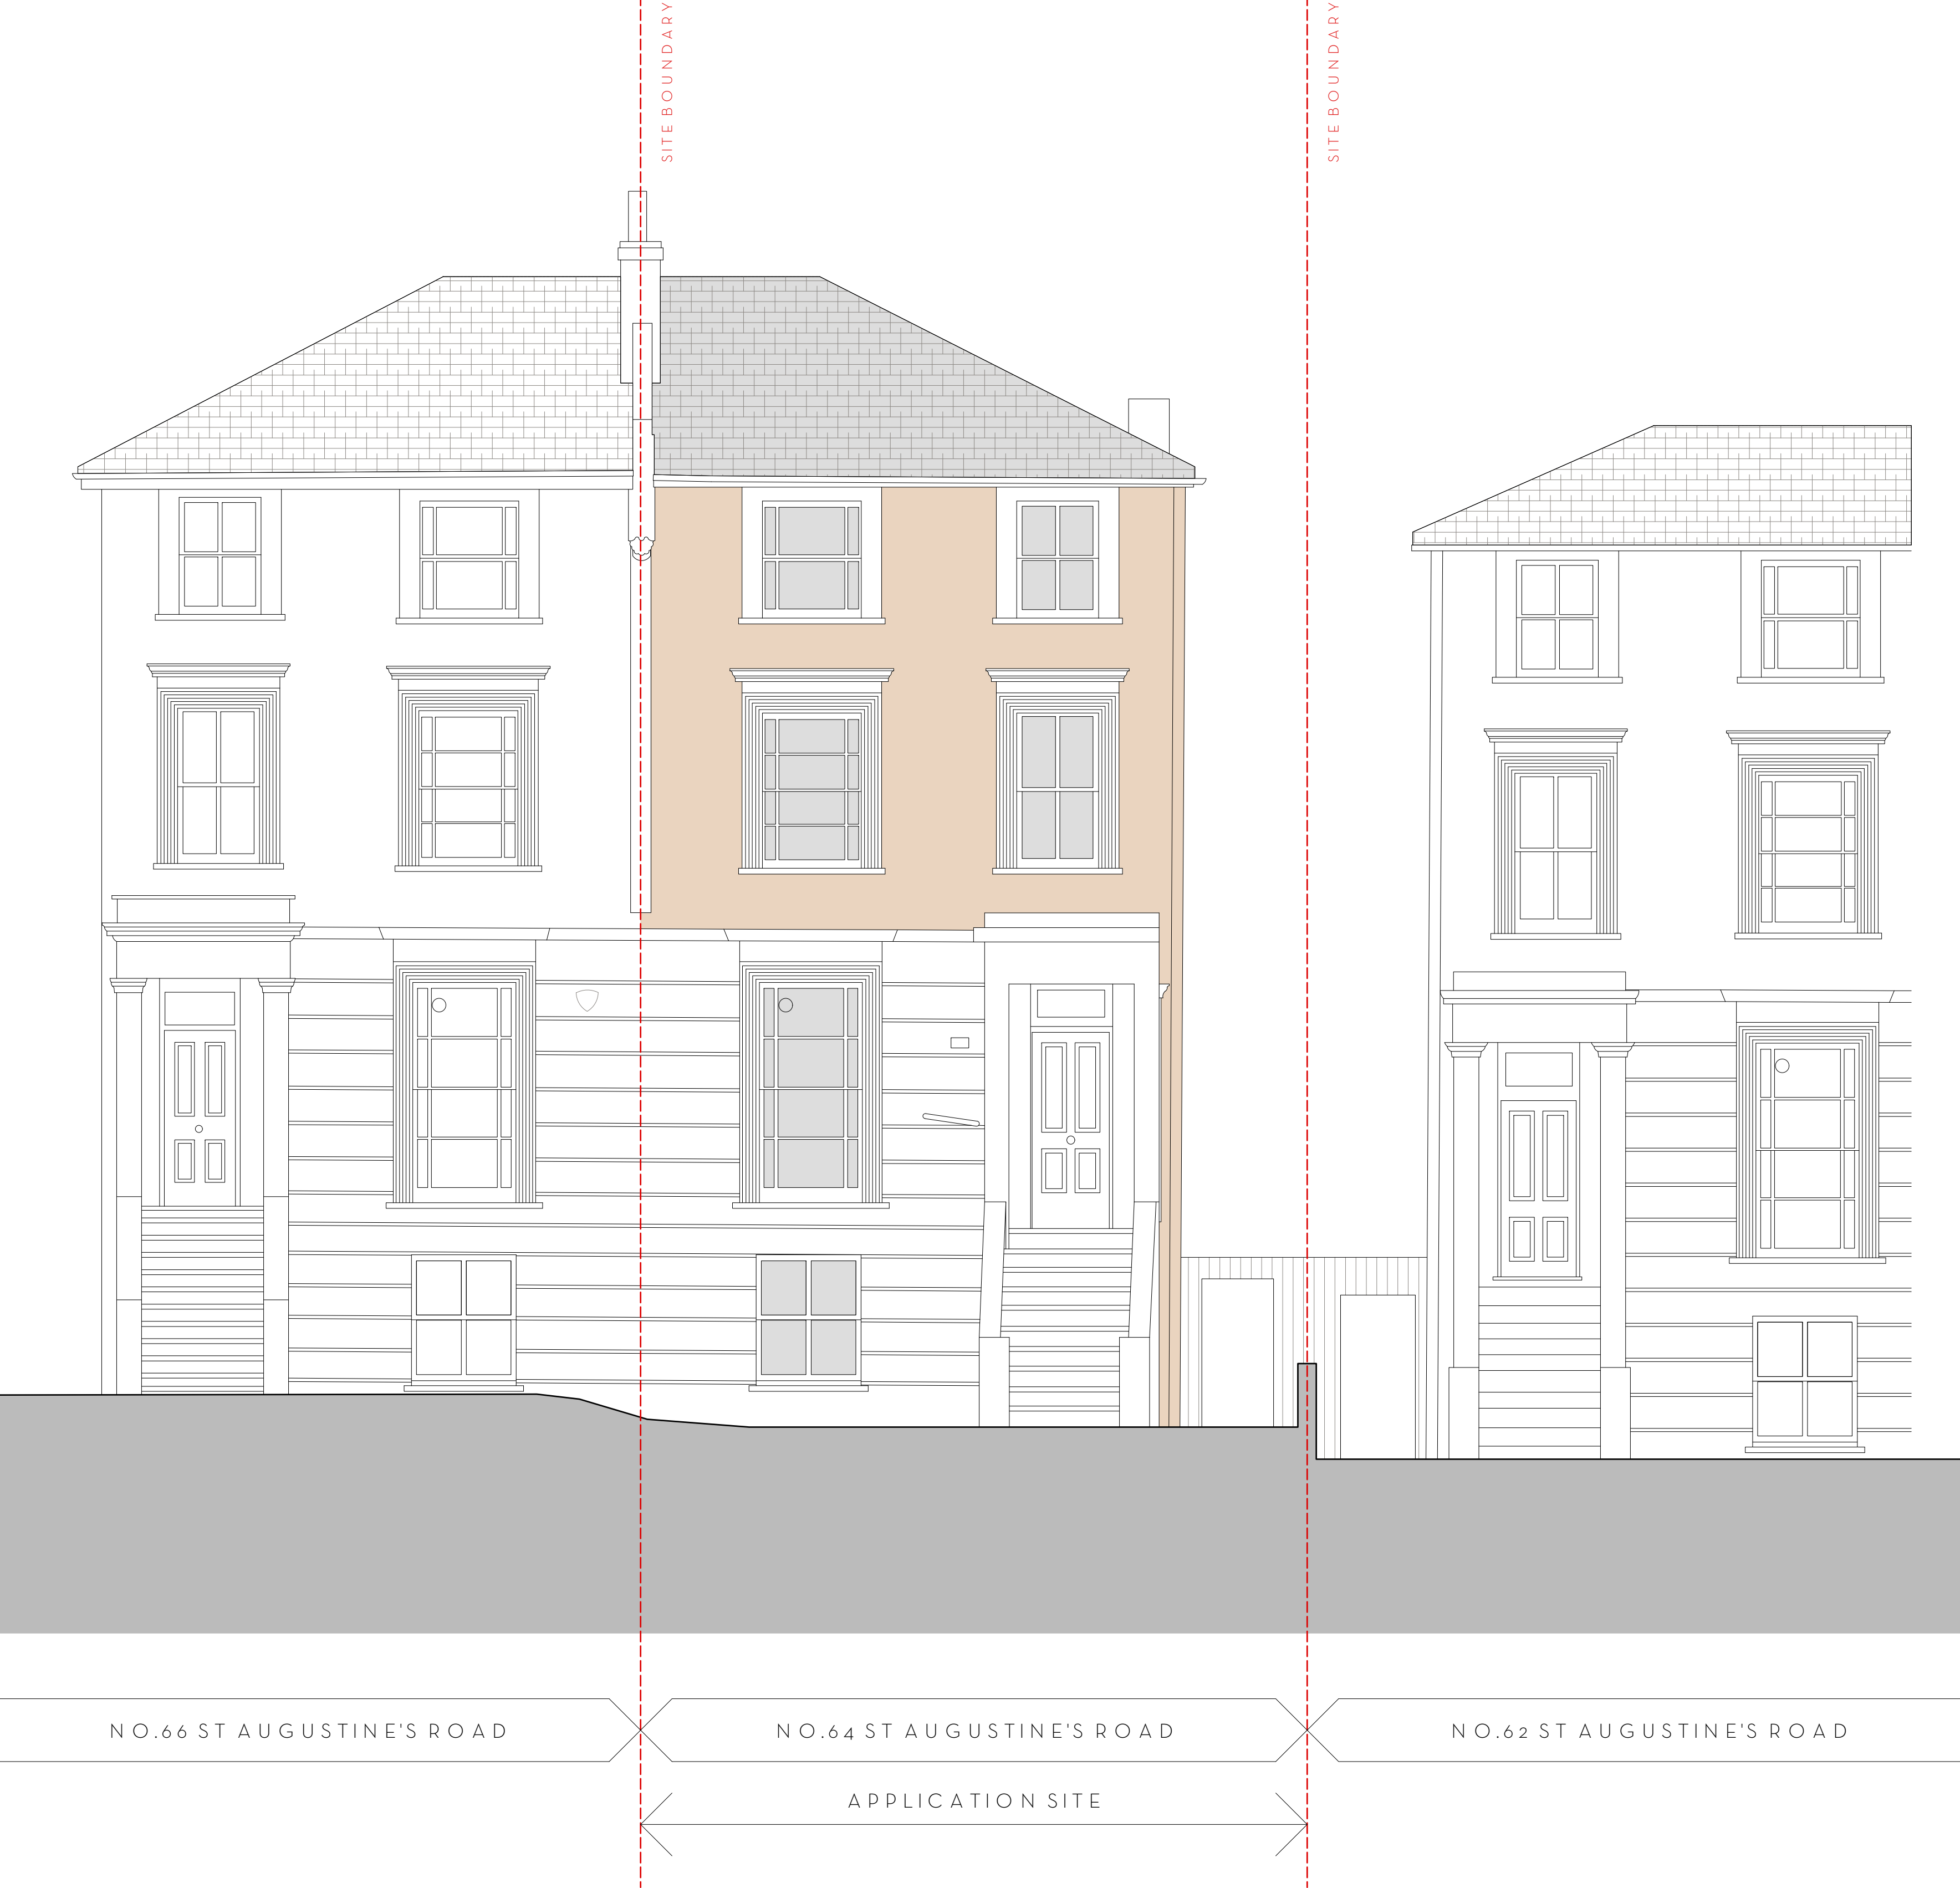 SITE BOUNDARY
SITE BOUNDARY
NO.66 ST AUGUSTINE'S ROAD
NO.64 ST AUGUSTINE'S ROAD
NO.62 ST AUGUSTINE'S ROAD
APPLICATION SITE